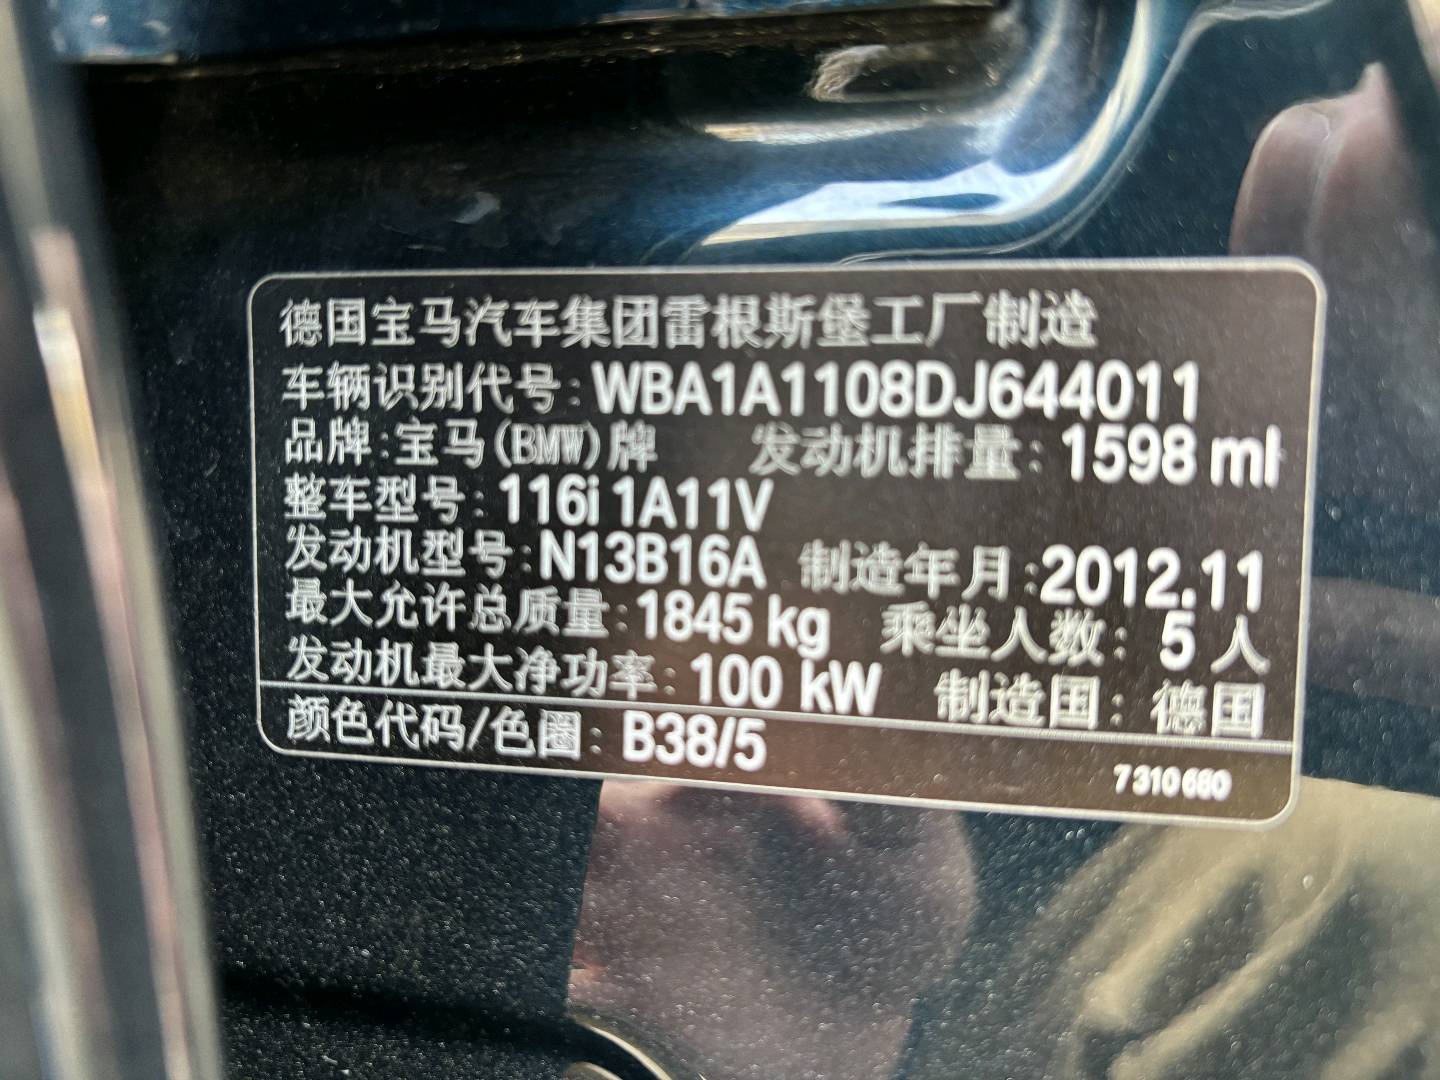 德国宝马汽车集团雷根斯堡工厂制造
车辆识别代号:WBA1A1108DJ644011
品牌:宝马(BMW)牌 发动机排量:1598 ml
整车型号:116i 1A11V
发动机型号:N13B16A 制造年月:2012.11
最大允许总质量:1845 kg 乘坐人数: 5 人
发动机最大净功率:100 kW 制造国: 德国
颜色代码/色圈: B38/5
7310680